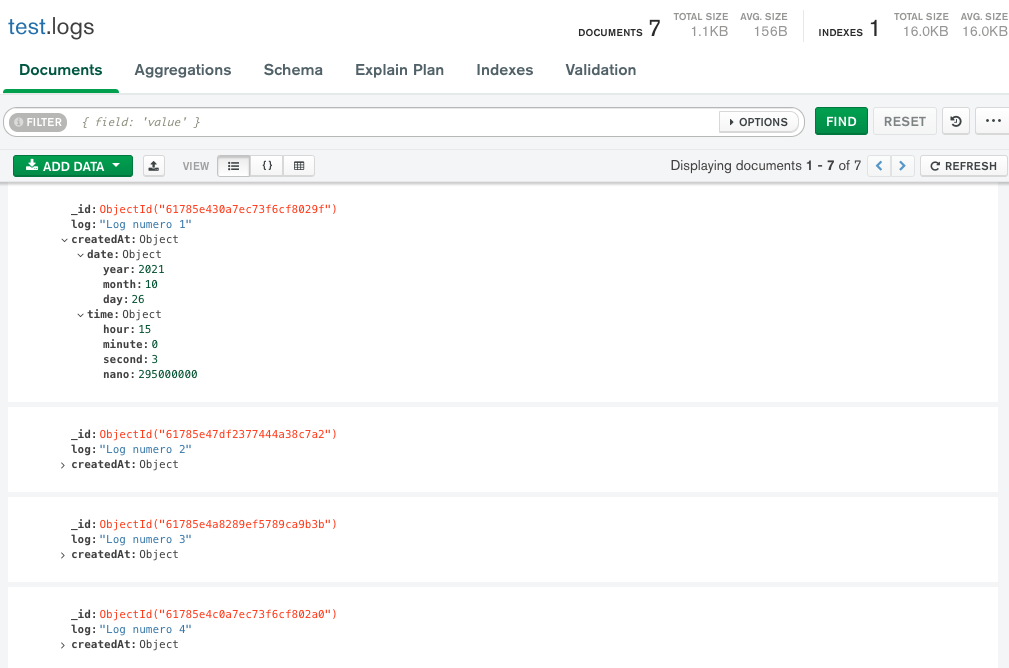 test.logs
DOCUMENTS 7 TOTAL SIZE 1.1KB AVG. SIZE 156B INDEXES 1 TOTAL SIZE 16.0KB AVG. SIZE 16.0KB
Documents Aggregations Schema Explain Plan Indexes Validation
FILTER { field: 'value' } OPTIONS FIND RESET ...
ADD DATA VIEW {} Displaying documents 1 - 7 of 7 < > REFRESH
_id: ObjectId("61785e430a7ec73f6cf8029f")
log: "Log numero 1"
createdAt: Object
date: Object
year: 2021
month: 10
day: 26
time: Object
hour: 15
minute: 0
second: 3
nano: 295000000
_id: ObjectId("61785e47df2377444a38c7a2")
log: "Log numero 2"
createdAt: Object
_id: ObjectId("61785e4a8289ef5789ca9b3b")
log: "Log numero 3"
createdAt: Object
_id: ObjectId("61785e4c0a7ec73f6cf802a0")
log: "Log numero 4"
createdAt: Object